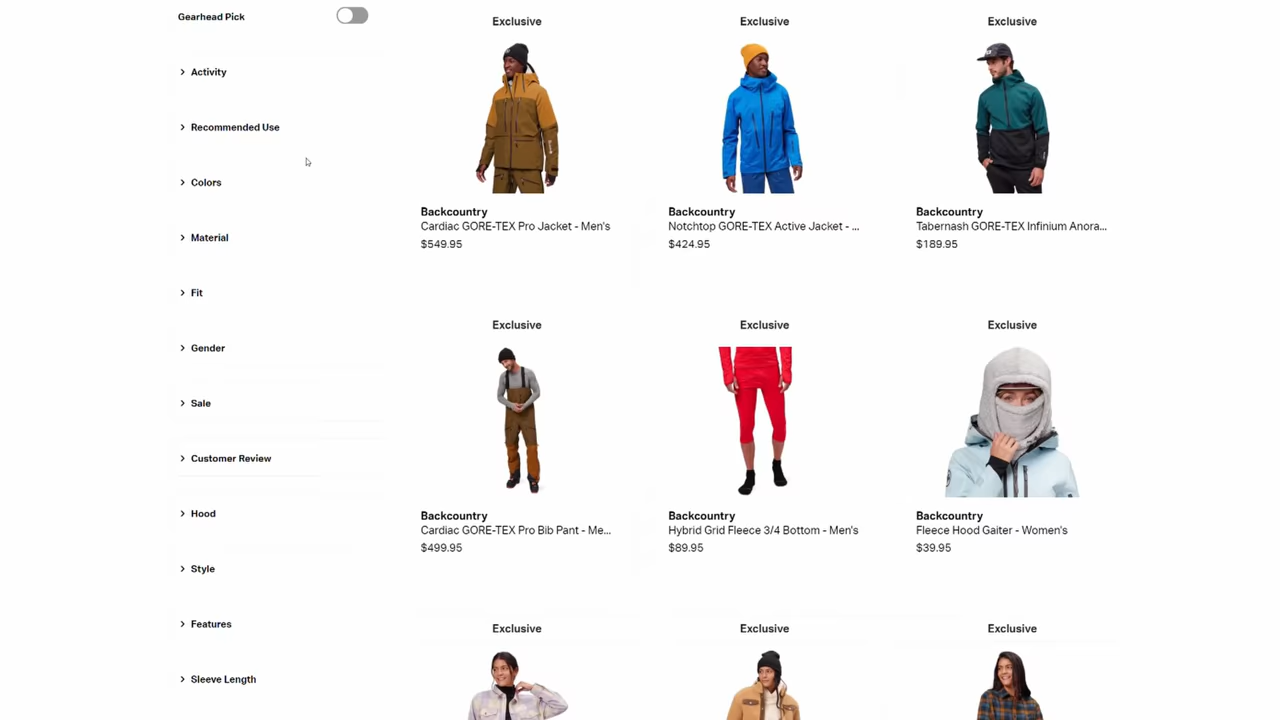 Gearhead Pick
Activity
Recommended Use
Colors
Material
Fit
Gender
Sale
Customer Review
Hood
Style
Features
Sleeve Length
Exclusive
Backcountry
Cardiac GORE-TEX Pro Jacket - Men's
$549.95
Exclusive
Backcountry
Notchtop GORE-TEX Active Jacket - ...
$424.95
Exclusive
Backcountry
Tabernash GORE-TEX Infinium Anora...
$189.95
Exclusive
Backcountry
Cardiac GORE-TEX Pro Bib Pant - Me...
$499.95
Exclusive
Backcountry
Hybrid Grid Fleece 3/4 Bottom - Men's
$89.95
Exclusive
Backcountry
Fleece Hood Gaiter - Women's
$39.95
Exclusive
Exclusive
Exclusive